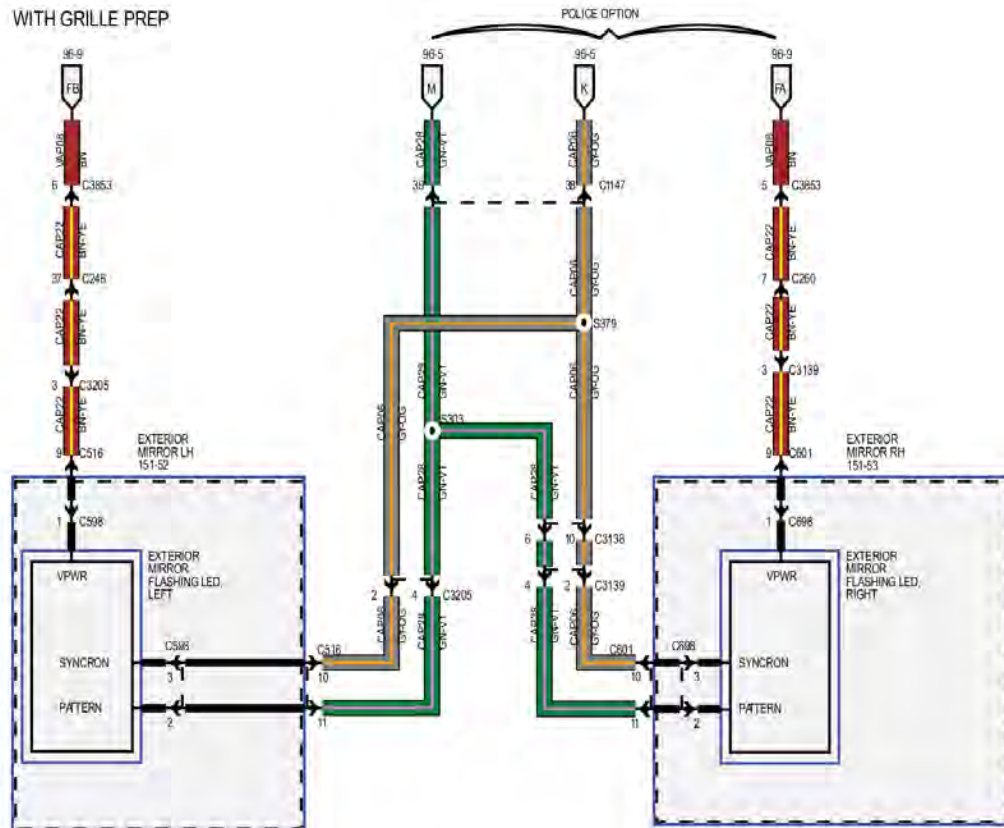 WITH GRILLE PREP
POLICE OPTION
96-9
96-5
96-5
96-9
FB
M
K
FA
VAP08
BN
CAP28
GN-VT
CAP06
GY-OG
VAP08
BN
6
C3853
38
C1147
5
C3853
CAP22
BN-YE
CAP06
GY-OG
CAP22
BN-YE
37
C246
7
C260
CAP22
BN-YE
S379
CAP22
BN-YE
3
C3205
CAP06
GY-OG
CAP28
GN-VT
CAP06
GY-OG
3
C3139
CAP22
BN-YE
S303
CAP22
BN-YE
9
C516
EXTERIOR
MIRROR LH
151-52
CAP28
GN-VT
CAP28
GN-VT
9
C601
EXTERIOR
MIRROR RH
151-53
1
C598
6
10
C3138
1
C698
VPWR
EXTERIOR
MIRROR
FLASHING LED,
LEFT
2
4
C3205
4
2
C3139
VPWR
EXTERIOR
MIRROR
FLASHING LED,
RIGHT
CAP06
GY-OG
CAP28
GN-VT
CAP28
GN-VT
CAP06
GY-OG
SYNCRON
C598
3
C516
10
C601
10
C698
3
SYNCRON
PATTERN
2
11
11
2
PATTERN